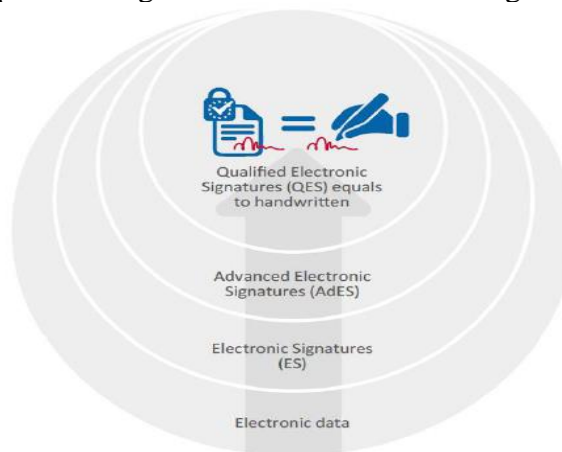 Qualified Electronic
Signatures (QES) equals
to handwritten
Advanced Electronic
Signatures (AdES)
Electronic Signatures
(ES)
Electronic data